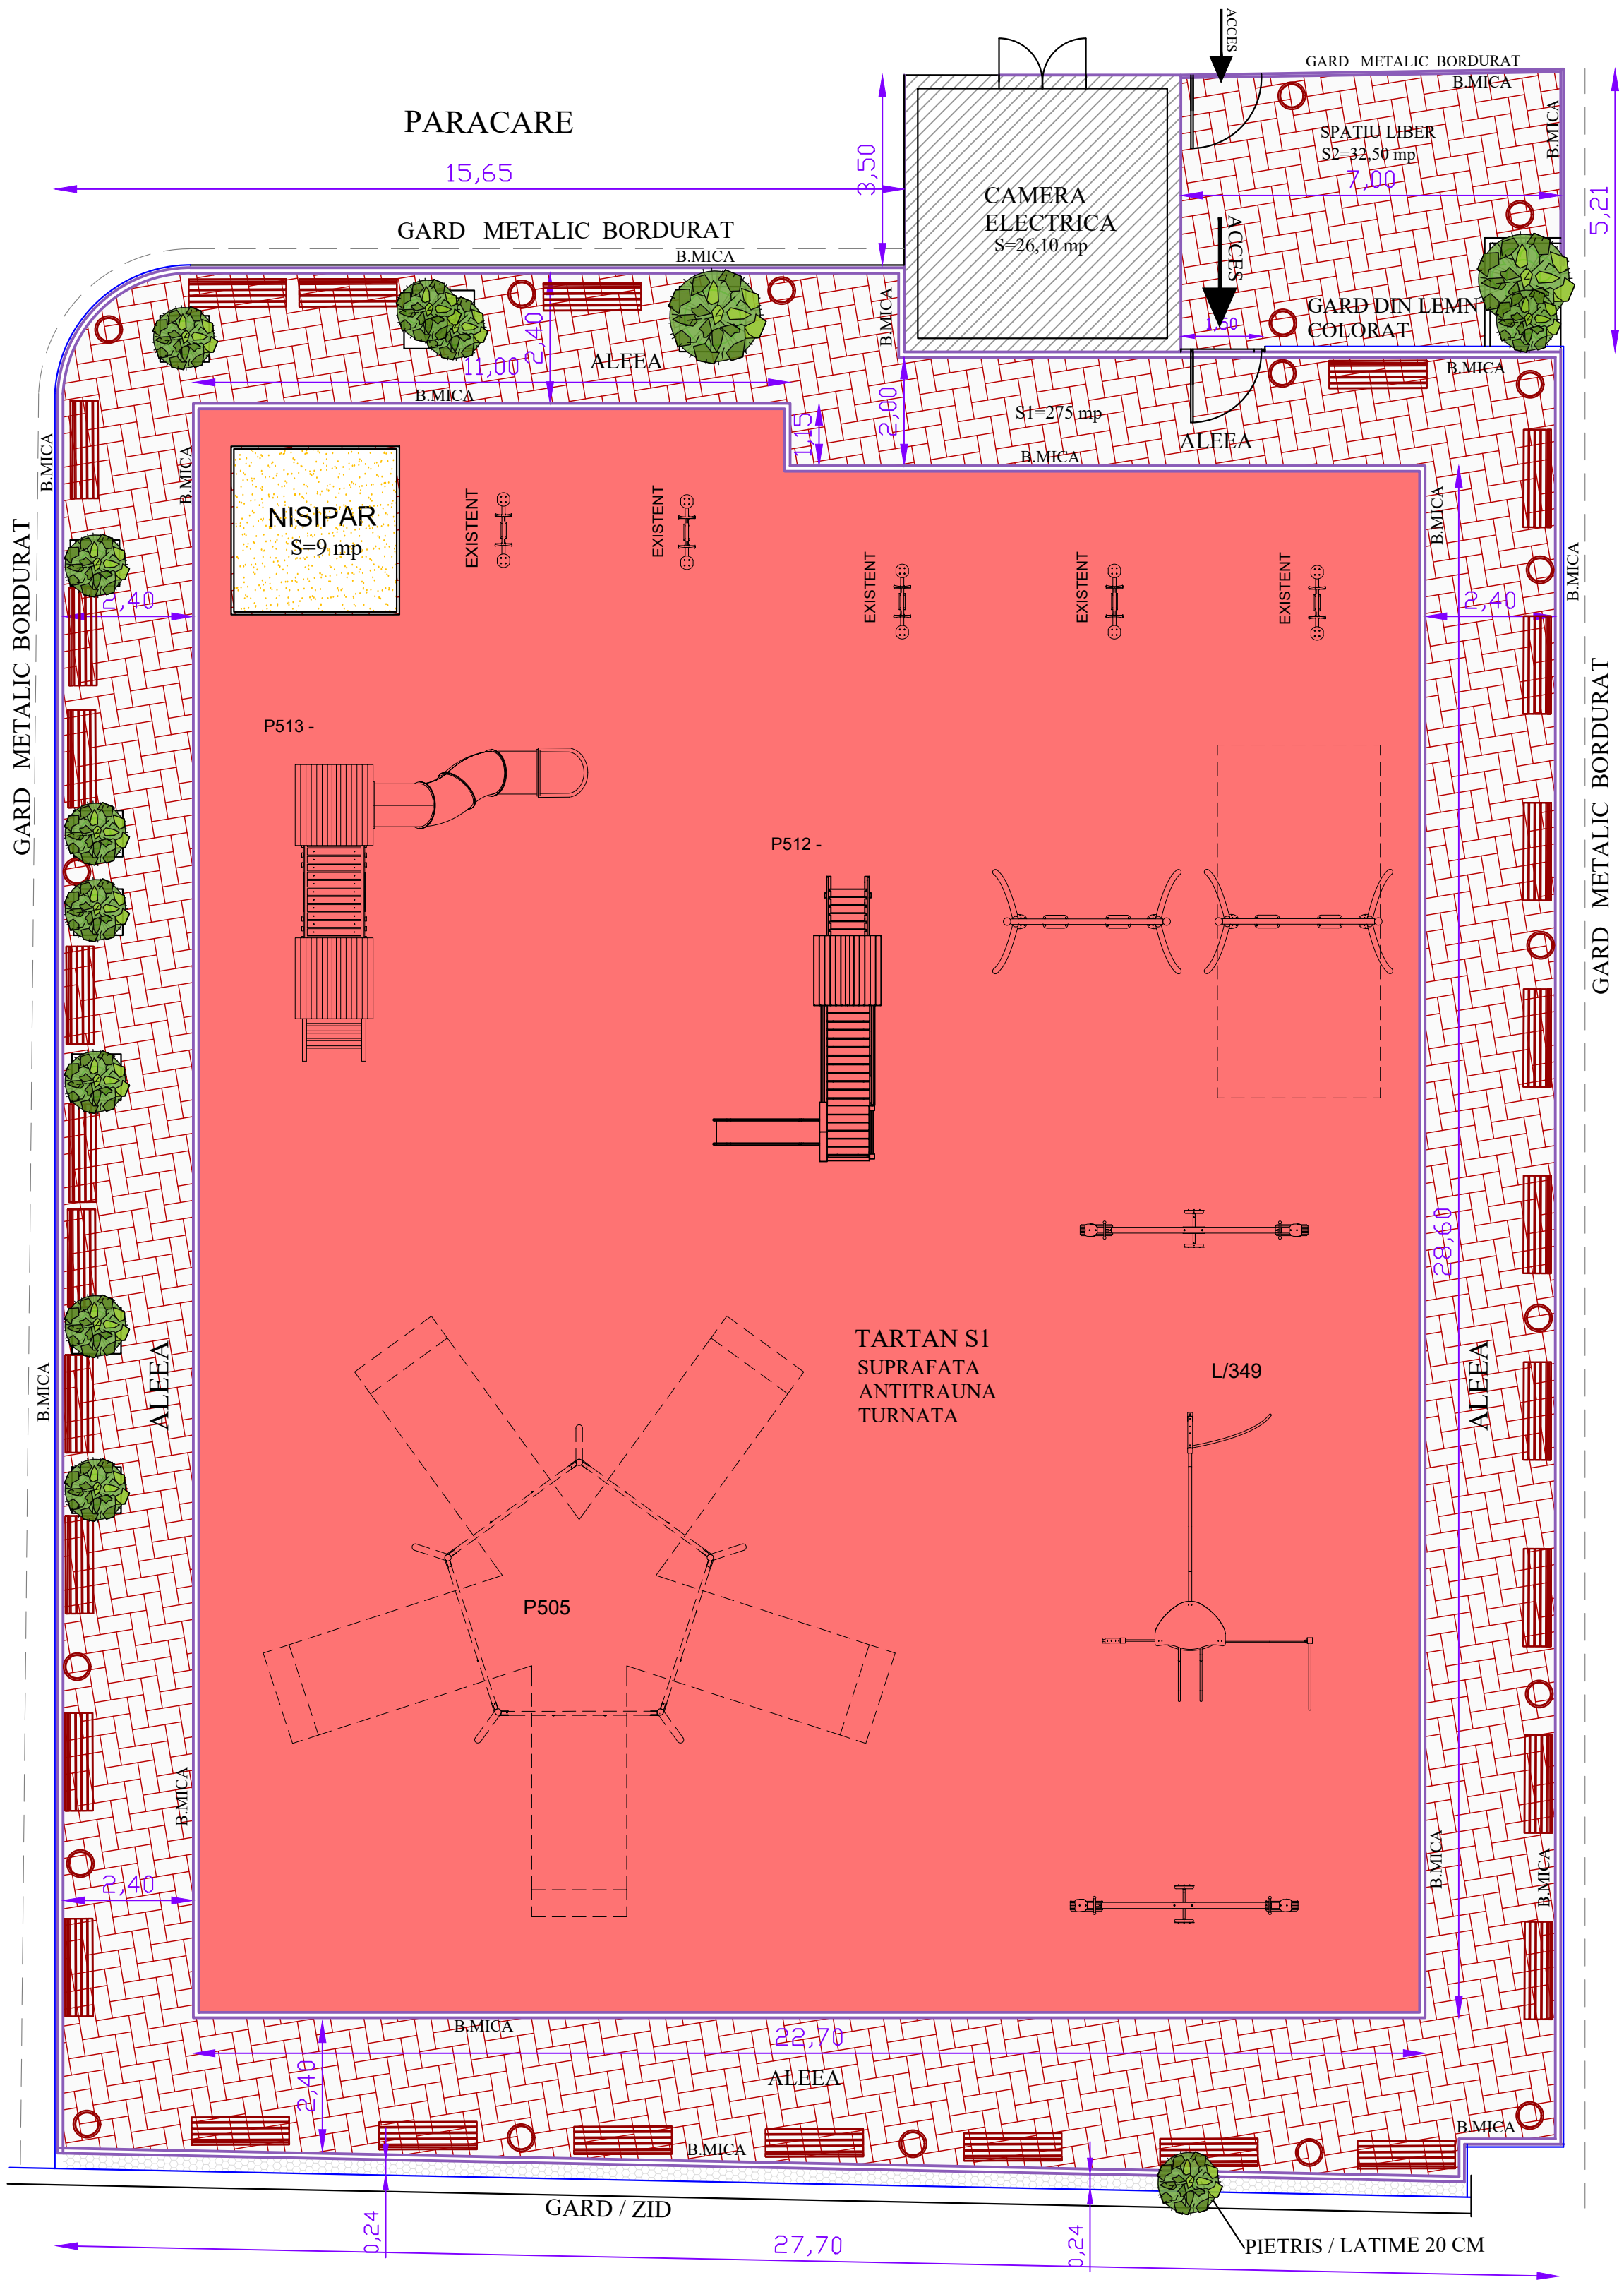 ACCES
GARD METALIC BORDURAT
B.MICA
B.MICA
PARACARE
15,65
3,50
SPATIU LIBER
S2=32,50 mp
7,00
5,21
CAMERA
ELECTRICA
S=26,10 mp
ACCES
GARD METALIC BORDURAT
B.MICA
B.MICA
GARD DIN LEMN
COLORAT
1,50
2,40
11,00
ALEEA
B.MICA
B.MICA
S1=275 mp
2,00
1,15
ALEEA
B.MICA
B.MICA
B.MICA
B.MICA
NISIPAR
S=9 mp
EXISTENT
EXISTENT
EXISTENT
EXISTENT
EXISTENT
B.MICA
2,40
2,40
GARD METALIC BORDURAT
GARD METALIC BORDURAT
P513 -
P512 -
28,60
TARTAN S1
SUPRAFATA
ANTITRAUNA
TURNATA
L/349
ALEEA
ALEEA
B.MICA
P505
B.MICA
B.MICA
B.MICA
2,40
B.MICA
22,70
2,40
ALEEA
B.MICA
B.MICA
GARD / ZID
0,24
0,24
27,70
PIETRIS / LATIME 20 CM